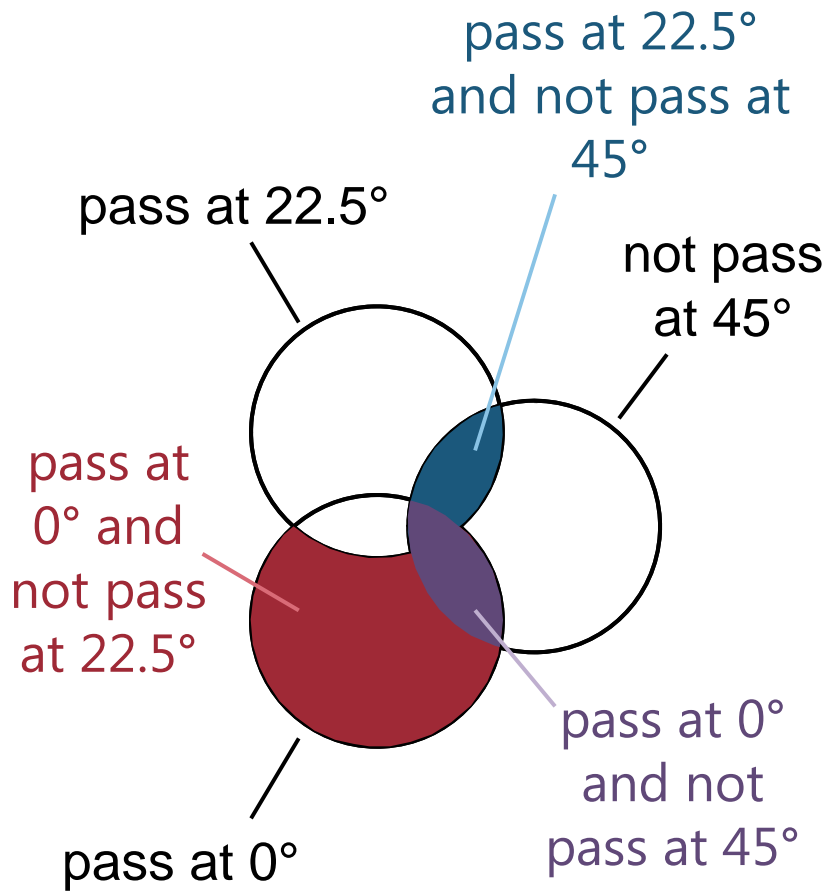 pass at 22.5°
and not pass at
45°
pass at 22.5°
not pass
at 45°
pass at
0° and
not pass
at 22.5°
pass at 0°
and not
pass at 45°
pass at 0°